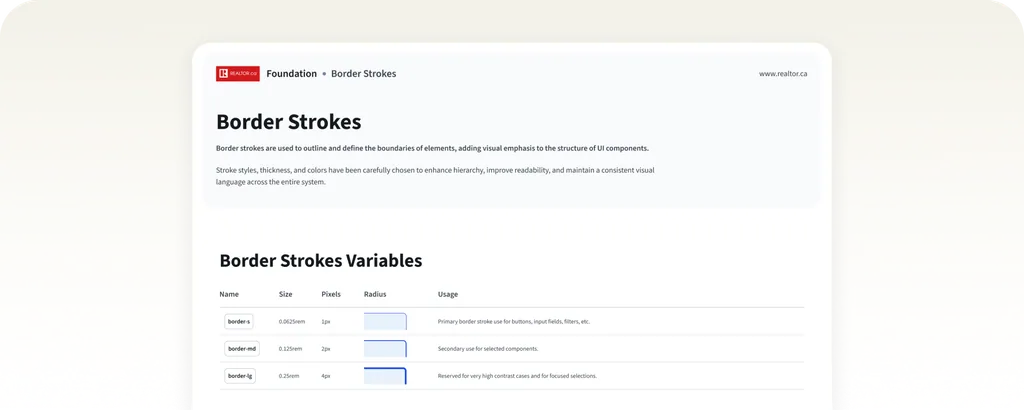 REALTOR.ca Foundation • Border Strokes www.realtor.ca
Border Strokes
Border strokes are used to outline and define the boundaries of elements, adding visual emphasis to the structure of UI components.
Stroke styles, thickness, and colors have been carefully chosen to enhance hierarchy, improve readability, and maintain a consistent visual
language across the entire system.
Border Strokes Variables
Name Size Pixels Radius Usage
border-s 0.0625rem 1px Primary border stroke use for buttons, input fields, filters, etc.
border-md 0.125rem 2px Secondary use for selected components.
border-lg 0.25rem 4px Reserved for very high contrast cases and for focused selections.